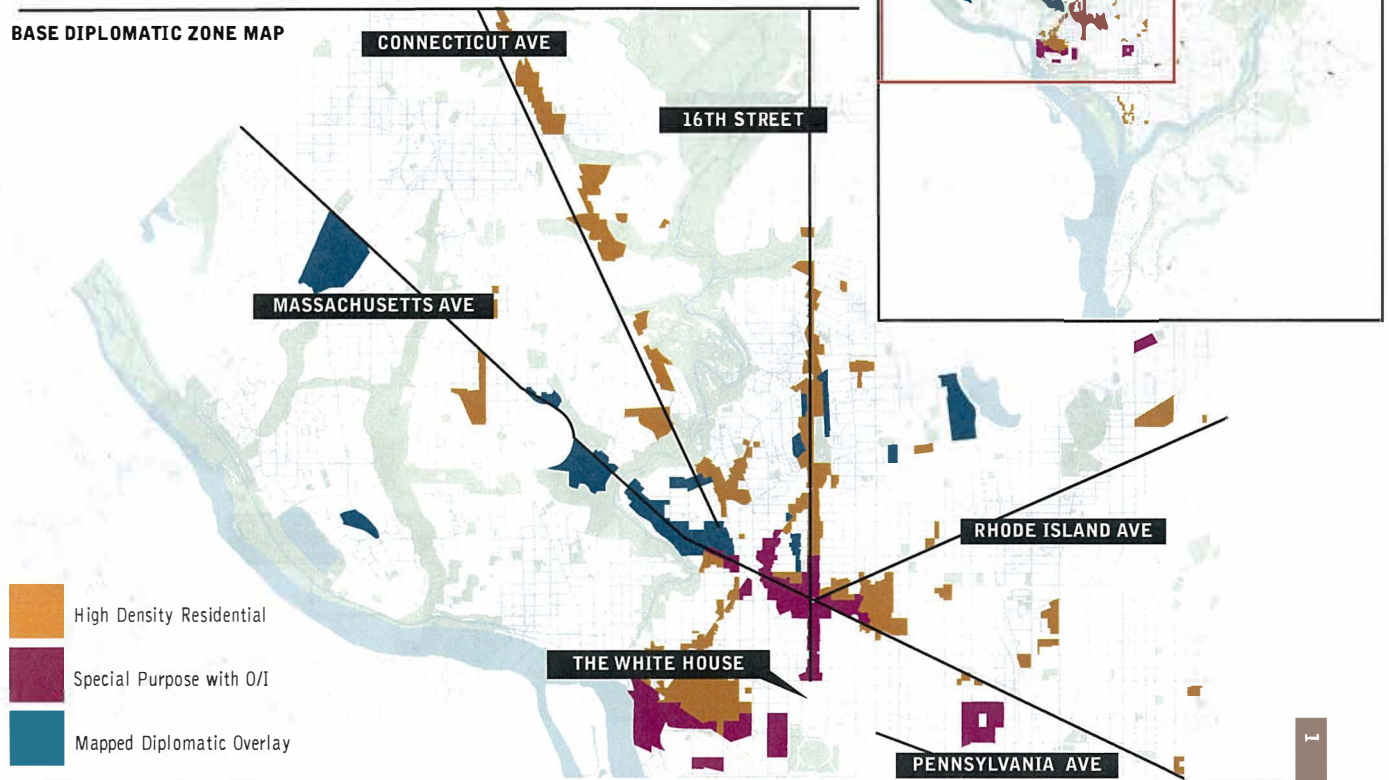 BASE DIPLOMATIC ZONE MAP
CONNECTICUT AVE
16TH STREET
MASSACHUSETTS AVE
RHODE ISLAND AVE
THE WHITE HOUSE
PENNSYLVANIA AVE
High Density Residential
Special Purpose with O/I
Mapped Diplomatic Overlay
1